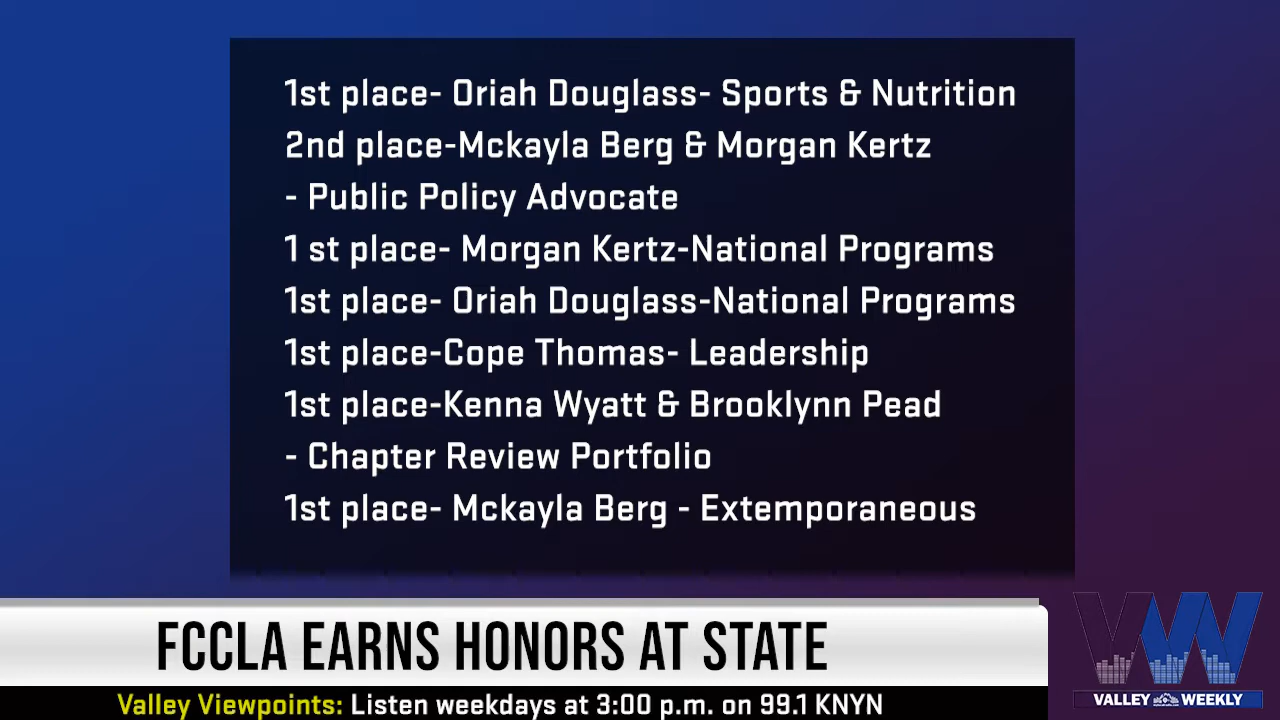 1st place- Oriah Douglass- Sports & Nutrition
2nd place-Mckayla Berg & Morgan Kertz
- Public Policy Advocate
1 st place- Morgan Kertz-National Programs
1st place- Oriah Douglass-National Programs
1st place-Cope Thomas- Leadership
1st place-Kenna Wyatt & Brooklynn Pead
- Chapter Review Portfolio
1st place- Mckayla Berg - Extemporaneous
FCCLA EARNS HONORS AT STATE
Valley Viewpoints: Listen weekdays at 3:00 p.m. on 99.1 KNYN
VW
VALLEY WEEKLY